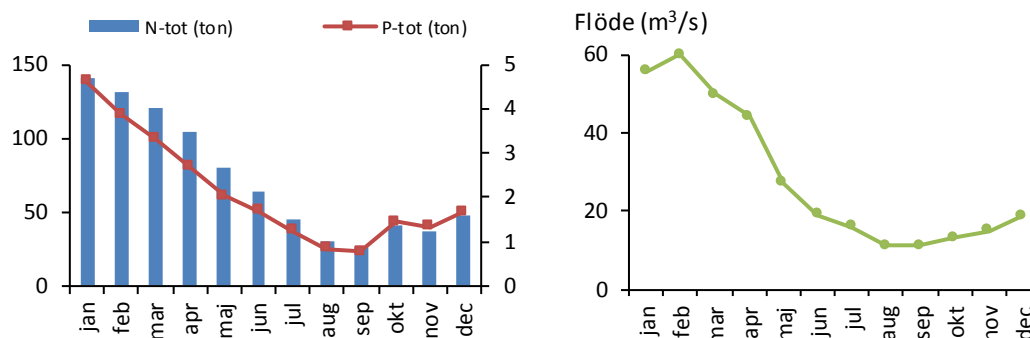 N-tot (ton)
P-tot (ton)
150
100
50
0
5
4
3
2
1
0
jan
feb
mar
apr
maj
jun
jul
aug
sep
okt
nov
dec
Flöde (m³/s)
60
40
20
0
jan
feb
mar
apr
maj
jun
jul
aug
sep
okt
nov
dec